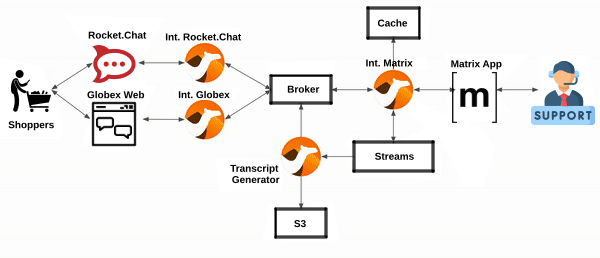 Cache
Rocket.Chat
Int. Rocket.Chat
Int. Matrix
Matrix App
[m]
Globex Web
Int. Globex
Broker
Shoppers
SUPPORT
Streams
Transcript
Generator
S3